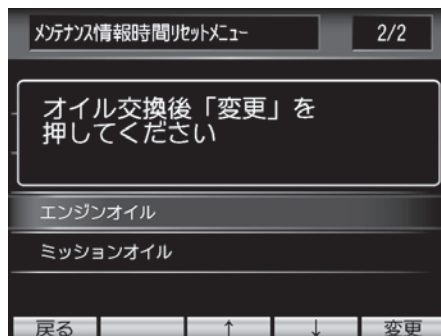 ﾒﾝﾃﾅﾝｽ情報時間ﾘｾｯﾄﾒﾆｭｰ
2/2
オイル交換後「変更」を
押してください
エンジンオイル
ミッションオイル
戻る ↑ ↓ 変更